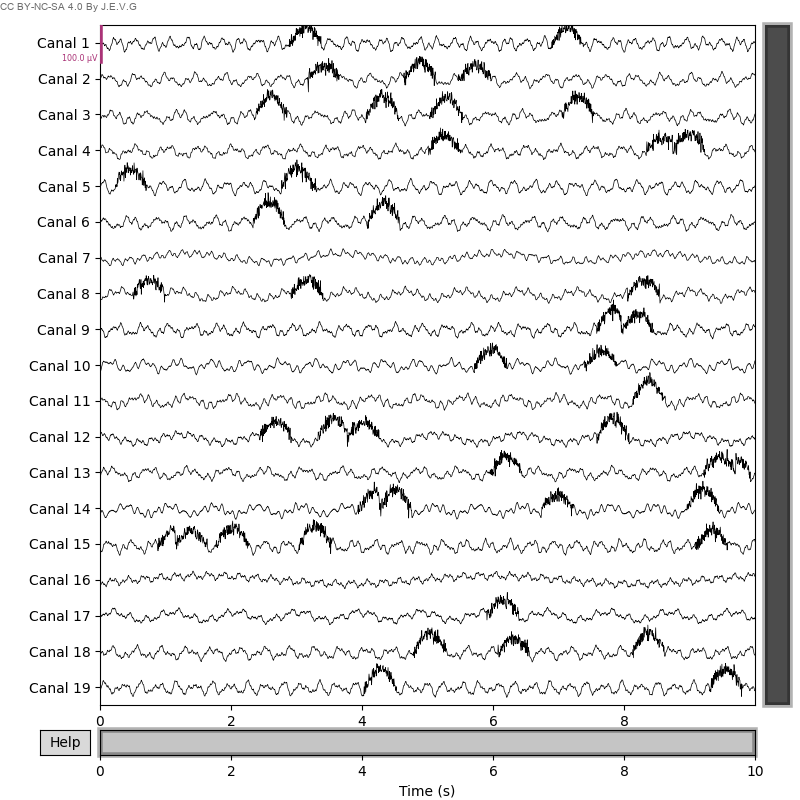 CC BY-NC-SA 4.0 By J.E.V.G
Canal 1
100.0 µV
Canal 2
Canal 3
Canal 4
Canal 5
Canal 6
Canal 7
Canal 8
Canal 9
Canal 10
Canal 11
Canal 12
Canal 13
Canal 14
Canal 15
Canal 16
Canal 17
Canal 18
Canal 19
0 2 4 6 8
Help
0 2 4 6 8 10
Time (s)